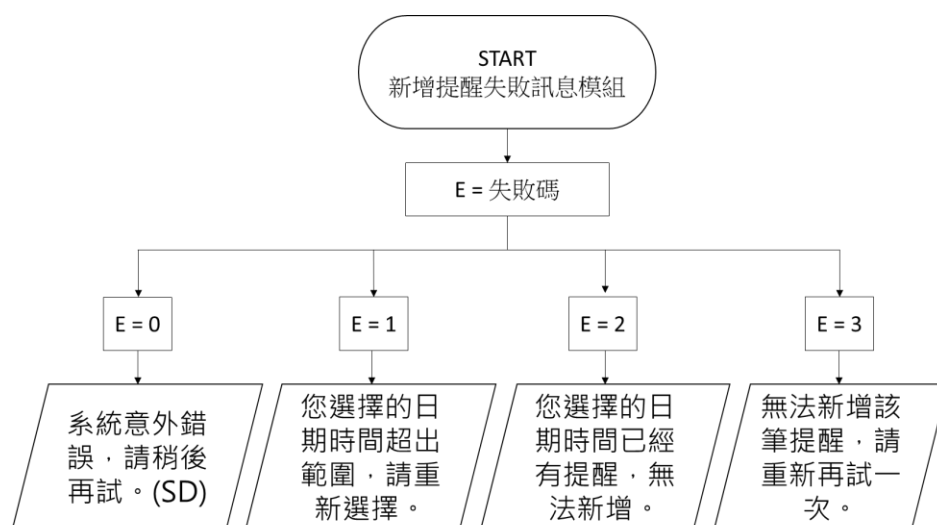 START
新增提醒失敗訊息模組
E = 失敗碼
E = 0
E = 1
E = 2
E = 3
系統意外錯
誤，請稍後
再試。(SD)
您選擇的日
期時間超出
範圍，請重
新選擇。
您選擇的日
期時間已經
有提醒，無
法新增。
無法新增該
筆提醒，請
重新再試一
次。